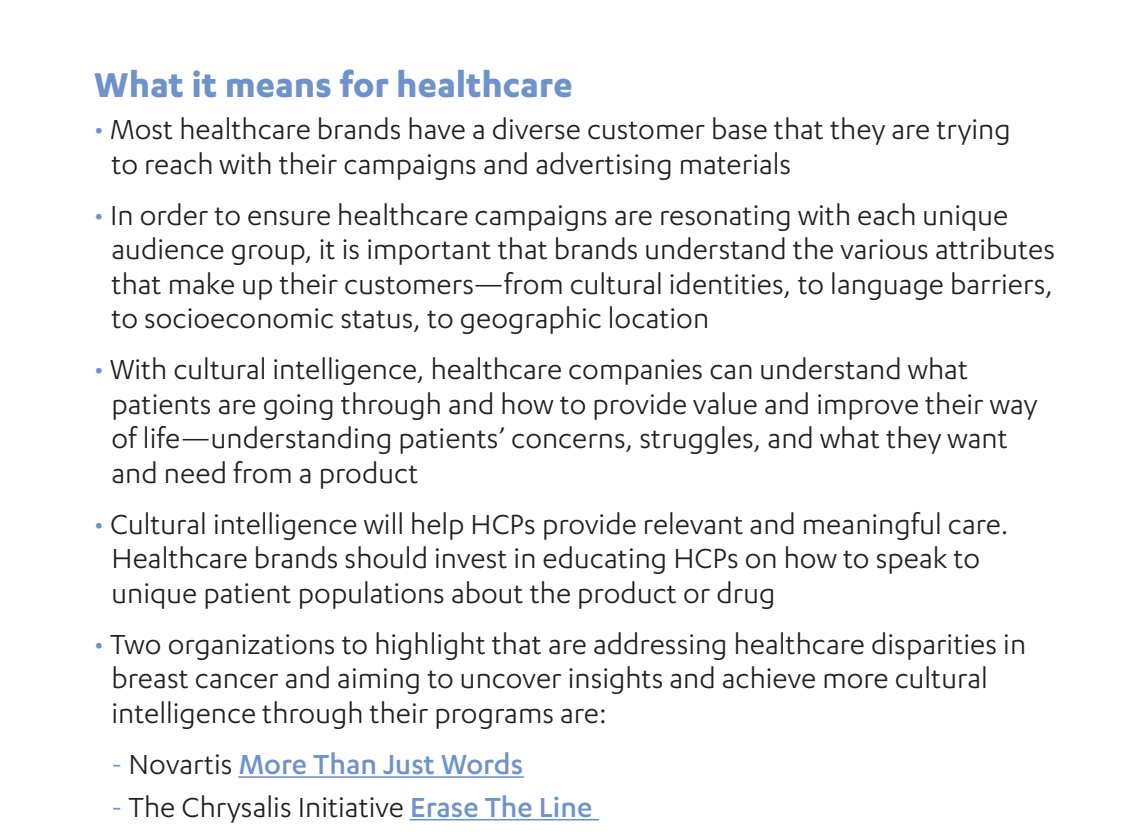 What it means for healthcare
• Most healthcare brands have a diverse customer base that they are trying
to reach with their campaigns and advertising materials
• In order to ensure healthcare campaigns are resonating with each unique
audience group, it is important that brands understand the various attributes
that make up their customers—from cultural identities, to language barriers,
to socioeconomic status, to geographic location
• With cultural intelligence, healthcare companies can understand what
patients are going through and how to provide value and improve their way
of life—understanding patients’ concerns, struggles, and what they want
and need from a product
• Cultural intelligence will help HCPs provide relevant and meaningful care.
Healthcare brands should invest in educating HCPs on how to speak to
unique patient populations about the product or drug
• Two organizations to highlight that are addressing healthcare disparities in
breast cancer and aiming to uncover insights and achieve more cultural
intelligence through their programs are:
- Novartis More Than Just Words
- The Chrysalis Initiative Erase The Line